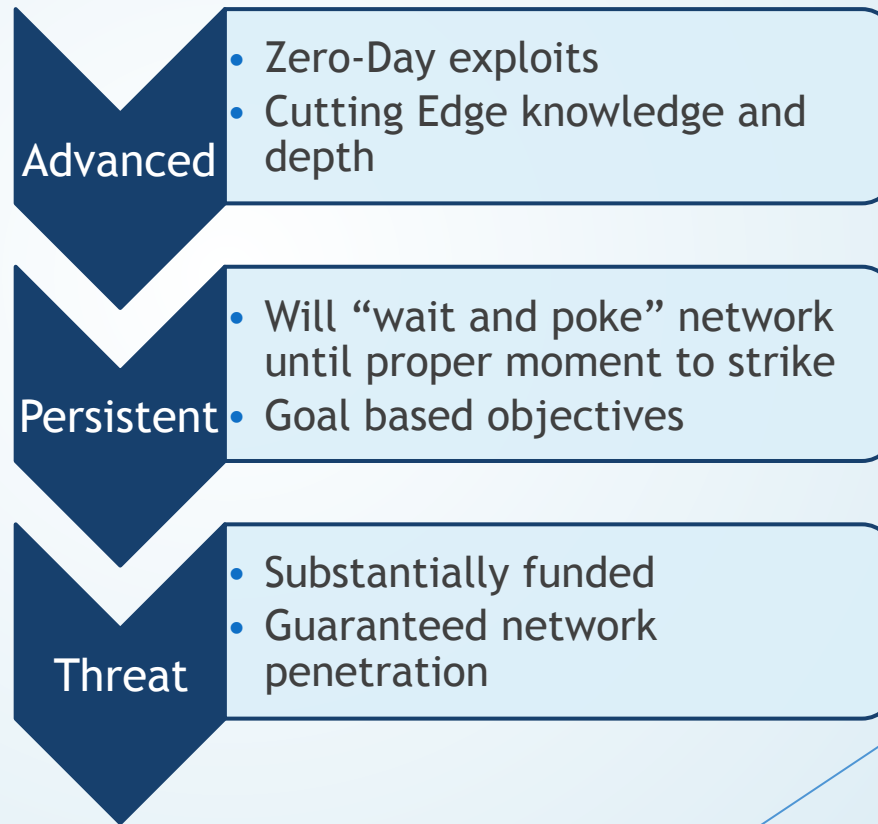 Advanced
• Zero-Day exploits
• Cutting Edge knowledge and
depth
Persistent
• Will “wait and poke” network
until proper moment to strike
• Goal based objectives
Threat
• Substantially funded
• Guaranteed network
penetration